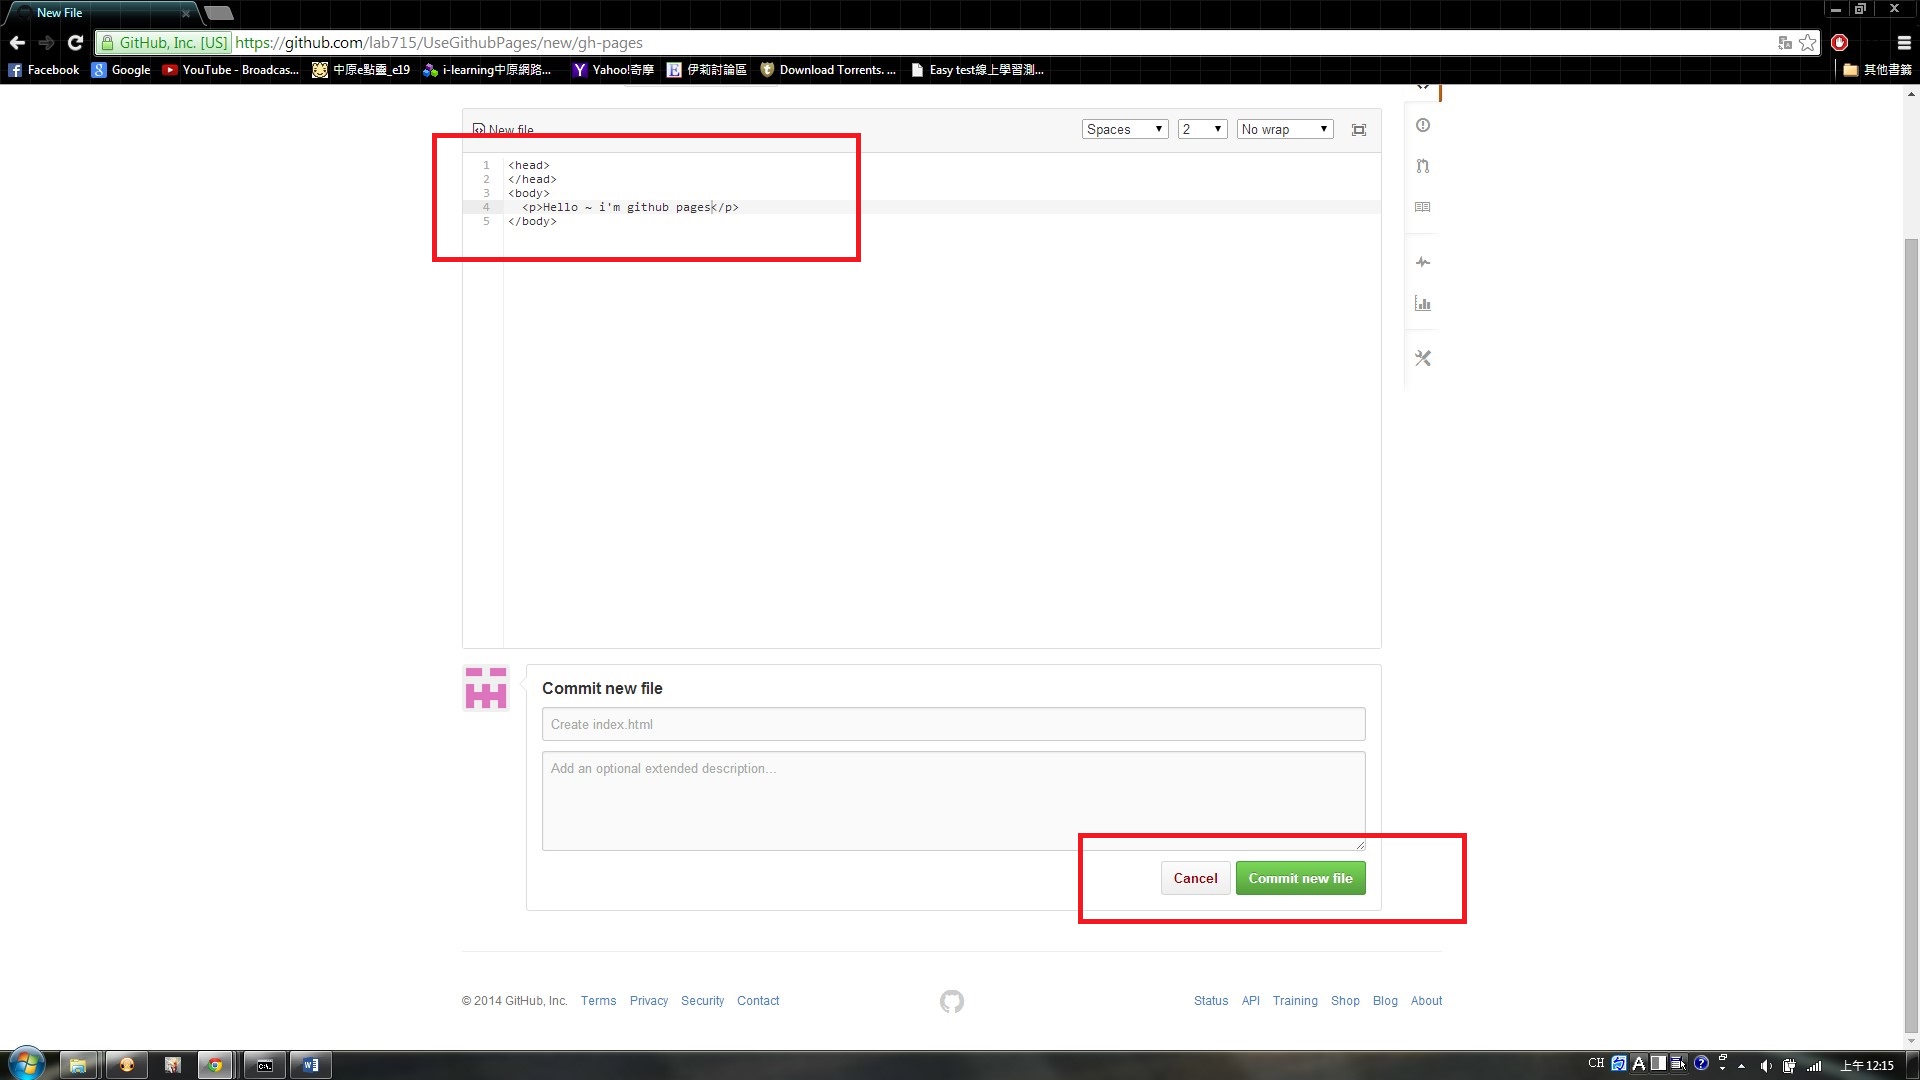 New File
GitHub, Inc. [US] https://github.com/lab715/UseGithubPages/new/gh-pages
Facebook Google YouTube - Broadcas... 中原e點靈_e19 i-learning中原網路... Yahoo!奇摩 伊莉討論區 Download Torrents. ... Easy test線上學習測... 其他書籤
New file Spaces 2 No wrap
1 <head>
2 </head>
3 <body>
4 <p>Hello ~ i'm github pages</p>
5 </body>
Commit new file
Create index.html
Add an optional extended description...
Cancel Commit new file
© 2014 GitHub, Inc. Terms Privacy Security Contact Status API Training Shop Blog About
CH A 上午 12:15